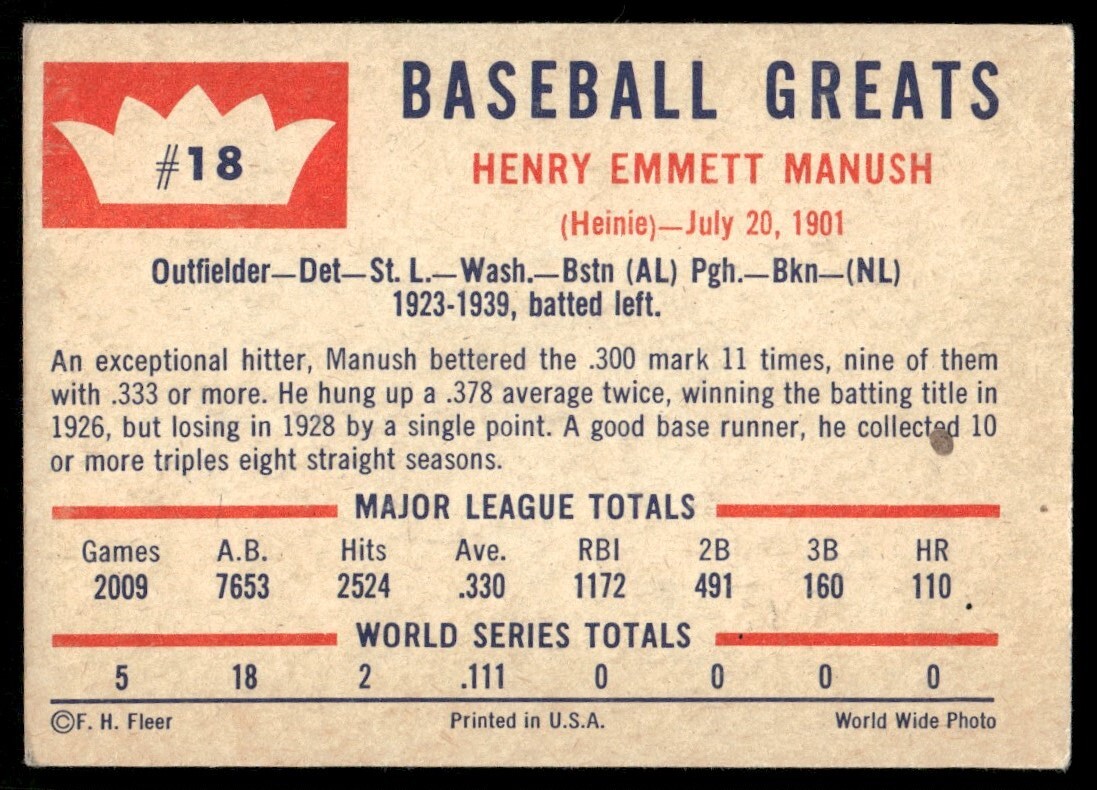 #18
BASEBALL GREATS
HENRY EMMETT MANUSH
(Heinie)—July 20, 1901
Outfielder—Det—St. L.—Wash.—Bstn (AL) Pgh.—Bkn—(NL)
1923-1939, batted left.
An exceptional hitter, Manush bettered the .300 mark 11 times, nine of them
with .333 or more. He hung up a .378 average twice, winning the batting title in
1926, but losing in 1928 by a single point. A good base runner, he collected 10
or more triples eight straight seasons.
MAJOR LEAGUE TOTALS
Games A.B. Hits Ave. RBI 2B 3B HR
2009 7653 2524 .330 1172 491 160 110
WORLD SERIES TOTALS
5 18 2 .111 0 0 0 0
©F. H. Fleer Printed in U.S.A. World Wide Photo